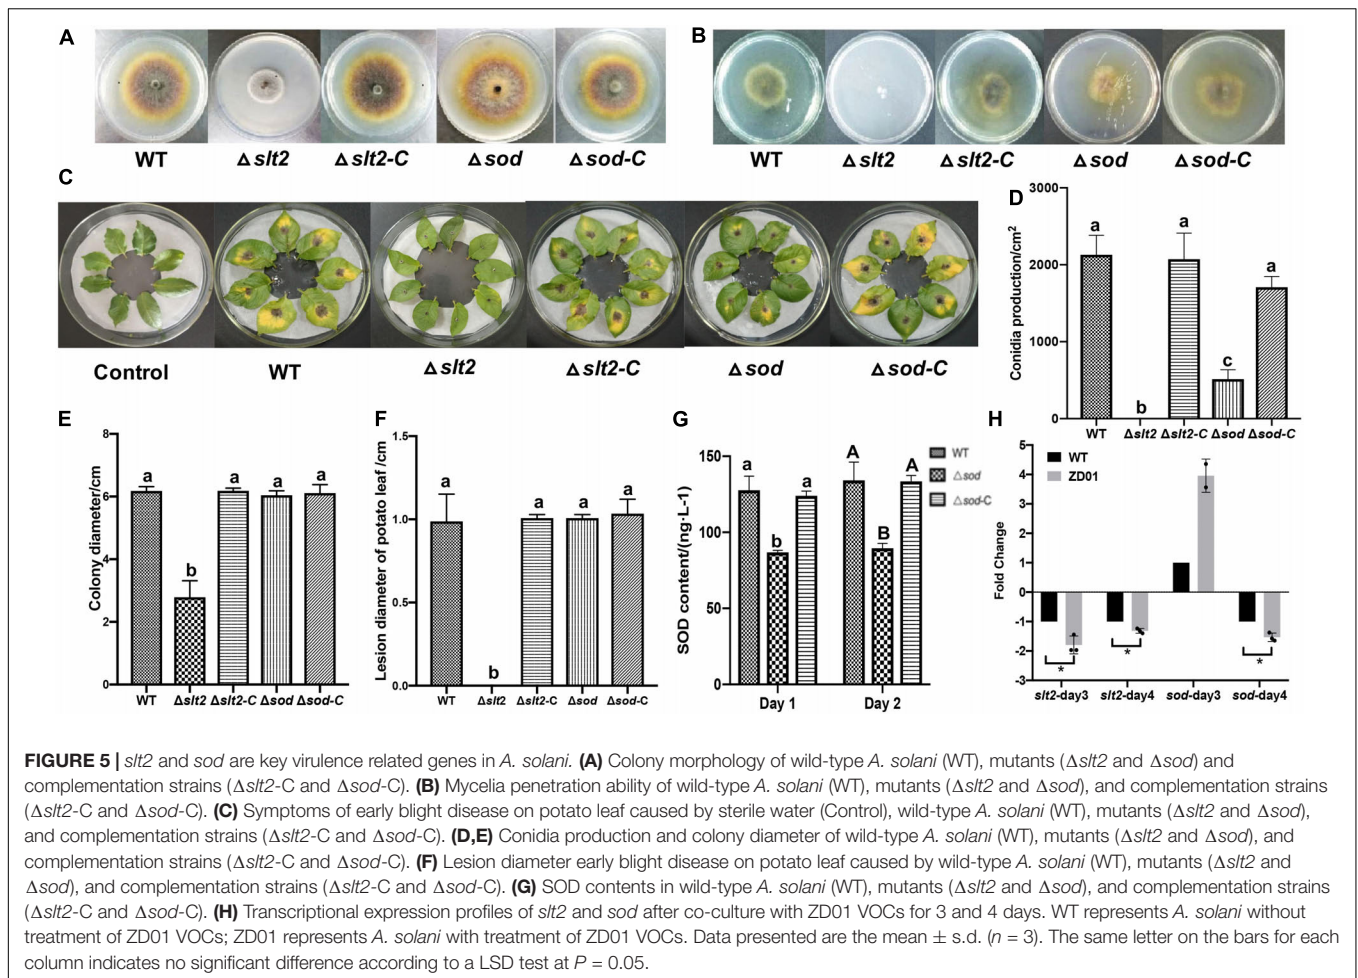 A
WT
Δslt2
Δslt2-C
Δsod
Δsod-C
B
WT
Δslt2
Δslt2-C
Δsod
Δsod-C
C
Control
WT
Δslt2
Δslt2-C
Δsod
Δsod-C
D
Conidia production/cm²
3000
2000
1000
0
a
b
a
c
a
WT
Δslt2
Δslt2-C
Δsod
Δsod-C
E
Colony diameter/cm
8
6
4
2
0
a
b
a
a
a
WT
Δslt2
Δslt2-C
Δsod
Δsod-C
F
Lesion diameter of potato leaf /cm
1.5
1.0
0.5
0.0
a
b
a
a
a
WT
Δslt2
Δslt2-C
Δsod
Δsod-C
G
SOD content/(ng·L-1)
150
100
50
0
a
b
a
A
B
A
Day 1
Day 2
WT
Δsod
Δsod-C
H
Fold Change
5
4
3
2
1
0
-1
-2
-3
WT
ZD01
*
*
*
slt2-day3
slt2-day4
sod-day3
sod-day4
FIGURE 5 | slt2 and sod are key virulence related genes in A. solani. (A) Colony morphology of wild-type A. solani (WT), mutants (Δslt2 and Δsod) and
complementation strains (Δslt2-C and Δsod-C). (B) Mycelia penetration ability of wild-type A. solani (WT), mutants (Δslt2 and Δsod), and complementation strains
(Δslt2-C and Δsod-C). (C) Symptoms of early blight disease on potato leaf caused by sterile water (Control), wild-type A. solani (WT), mutants (Δslt2 and Δsod),
and complementation strains (Δslt2-C and Δsod-C). (D,E) Conidia production and colony diameter of wild-type A. solani (WT), mutants (Δslt2 and Δsod), and
complementation strains (Δslt2-C and Δsod-C). (F) Lesion diameter early blight disease on potato leaf caused by wild-type A. solani (WT), mutants (Δslt2 and
Δsod), and complementation strains (Δslt2-C and Δsod-C). (G) SOD contents in wild-type A. solani (WT), mutants (Δslt2 and Δsod), and complementation strains
(Δslt2-C and Δsod-C). (H) Transcriptional expression profiles of slt2 and sod after co-culture with ZD01 VOCs for 3 and 4 days. WT represents A. solani without
treatment of ZD01 VOCs; ZD01 represents A. solani with treatment of ZD01 VOCs. Data presented are the mean ± s.d. (n = 3). The same letter on the bars for each
column indicates no significant difference according to a LSD test at P = 0.05.